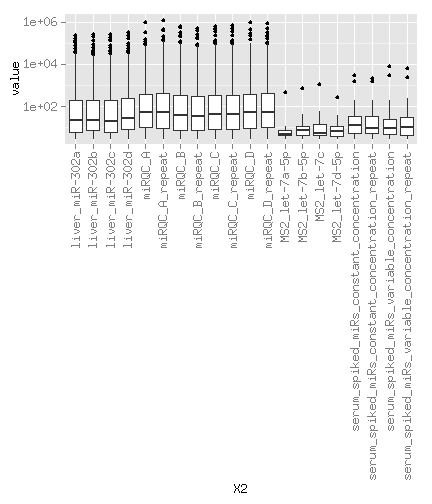 1e+06
1e+04
1e+02
value
liver_miR-302a
liver_miR-302b
liver_miR-302c
liver_miR-302d
miRQC_A
miRQC_A_repeat
miRQC_B
miRQC_B_repeat
miRQC_C
miRQC_C_repeat
miRQC_D
miRQC_D_repeat
MS2_let-7a-5p
MS2_let-7b-5p
MS2_let-7c
MS2_let-7d-5p
serum_spiked_miRs_constant_concentration
serum_spiked_miRs_constant_concentration_repeat
serum_spiked_miRs_variable_concentration
serum_spiked_miRs_variable_concentration_repeat
X2